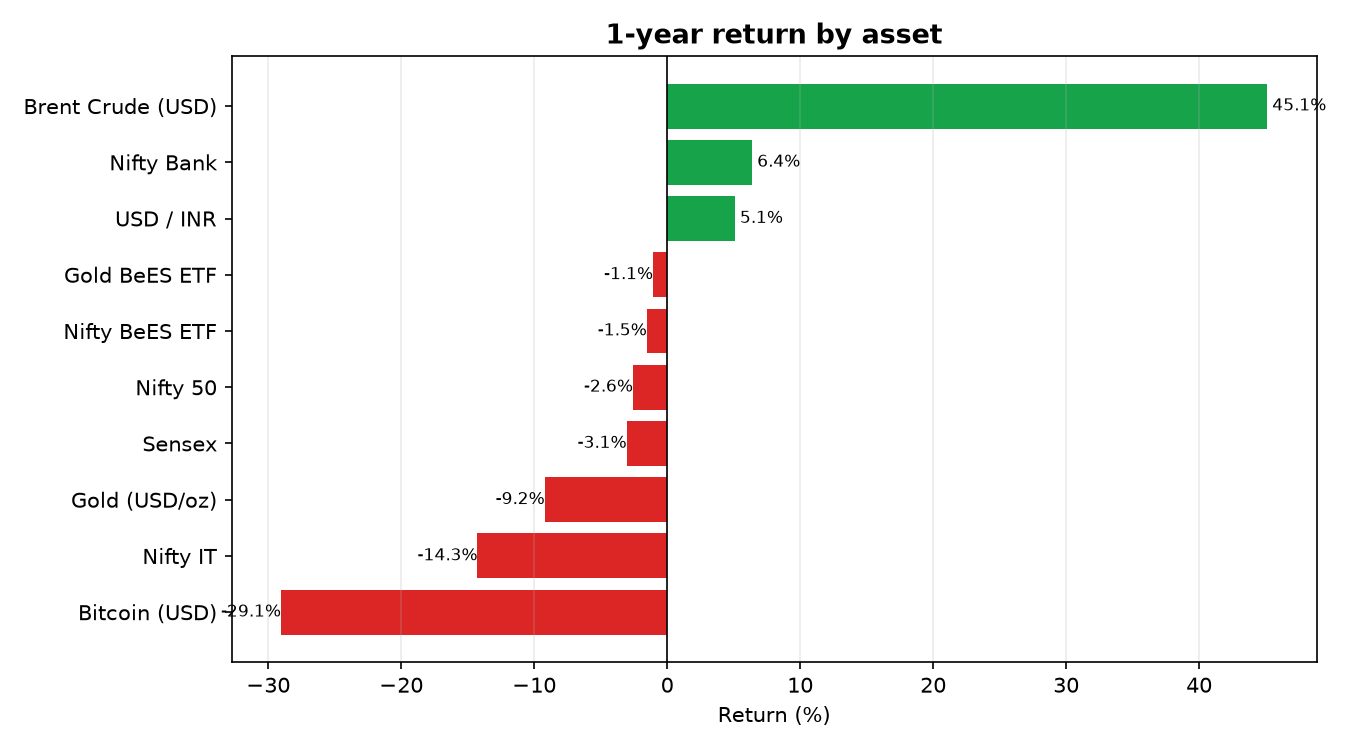 1-year return by asset
Brent Crude (USD) 45.1%
Nifty Bank 6.4%
USD / INR 5.1%
Gold BeES ETF -1.1%
Nifty BeES ETF -1.5%
Nifty 50 -2.6%
Sensex -3.1%
Gold (USD/oz) -9.2%
Nifty IT -14.3%
Bitcoin (USD) -29.1%
−30 −20 −10 0 10 20 30 40
Return (%)